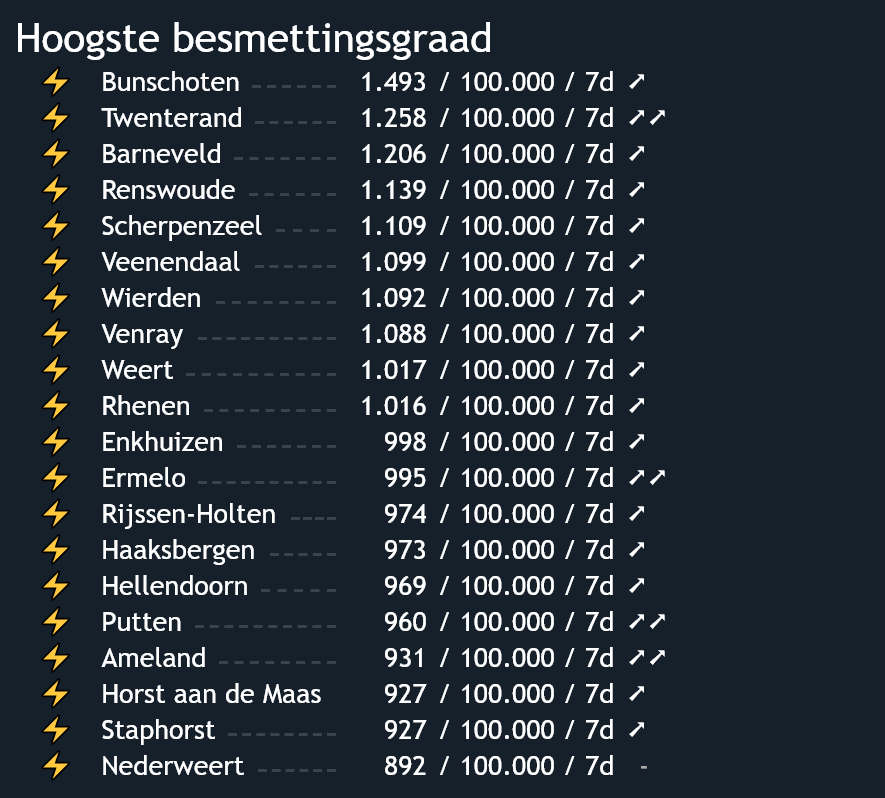 Hoogste besmettingsgraad
⚡ Bunschoten ------ 1.493 / 100.000 / 7d ➚
⚡ Twenterand ------ 1.258 / 100.000 / 7d ➚➚
⚡ Barneveld ------- 1.206 / 100.000 / 7d ➚
⚡ Renswoude ------ 1.139 / 100.000 / 7d ➚
⚡ Scherpenzeel ---- 1.109 / 100.000 / 7d ➚
⚡ Veenendaal ------ 1.099 / 100.000 / 7d ➚
⚡ Wierden --------- 1.092 / 100.000 / 7d ➚
⚡ Venray ---------- 1.088 / 100.000 / 7d ➚
⚡ Weert ----------- 1.017 / 100.000 / 7d ➚
⚡ Rhenen ---------- 1.016 / 100.000 / 7d ➚
⚡ Enkhuizen ------- 998 / 100.000 / 7d ➚
⚡ Ermelo ---------- 995 / 100.000 / 7d ➚➚
⚡ Rijssen-Holten ---- 974 / 100.000 / 7d ➚
⚡ Haaksbergen ----- 973 / 100.000 / 7d ➚
⚡ Hellendoorn ------ 969 / 100.000 / 7d ➚
⚡ Putten ---------- 960 / 100.000 / 7d ➚➚
⚡ Ameland --------- 931 / 100.000 / 7d ➚➚
⚡ Horst aan de Maas 927 / 100.000 / 7d ➚
⚡ Staphorst -------- 927 / 100.000 / 7d ➚
⚡ Nederweert ------ 892 / 100.000 / 7d -